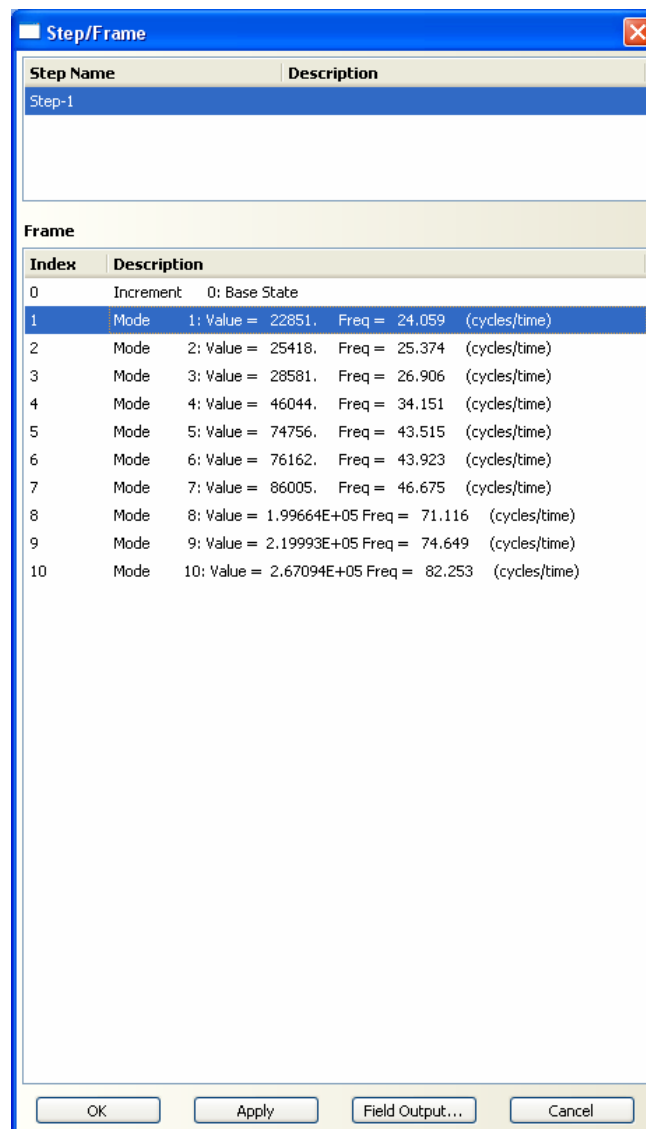 Step/Frame
Step Name Description
Step-1
Frame
Index Description
0 Increment 0: Base State
1 Mode 1: Value = 22851. Freq = 24.059 (cycles/time)
2 Mode 2: Value = 25418. Freq = 25.374 (cycles/time)
3 Mode 3: Value = 28581. Freq = 26.906 (cycles/time)
4 Mode 4: Value = 46044. Freq = 34.151 (cycles/time)
5 Mode 5: Value = 74756. Freq = 43.515 (cycles/time)
6 Mode 6: Value = 76162. Freq = 43.923 (cycles/time)
7 Mode 7: Value = 86005. Freq = 46.675 (cycles/time)
8 Mode 8: Value = 1.99664E+05 Freq = 71.116 (cycles/time)
9 Mode 9: Value = 2.19993E+05 Freq = 74.649 (cycles/time)
10 Mode 10: Value = 2.67094E+05 Freq = 82.253 (cycles/time)
OK Apply Field Output... Cancel